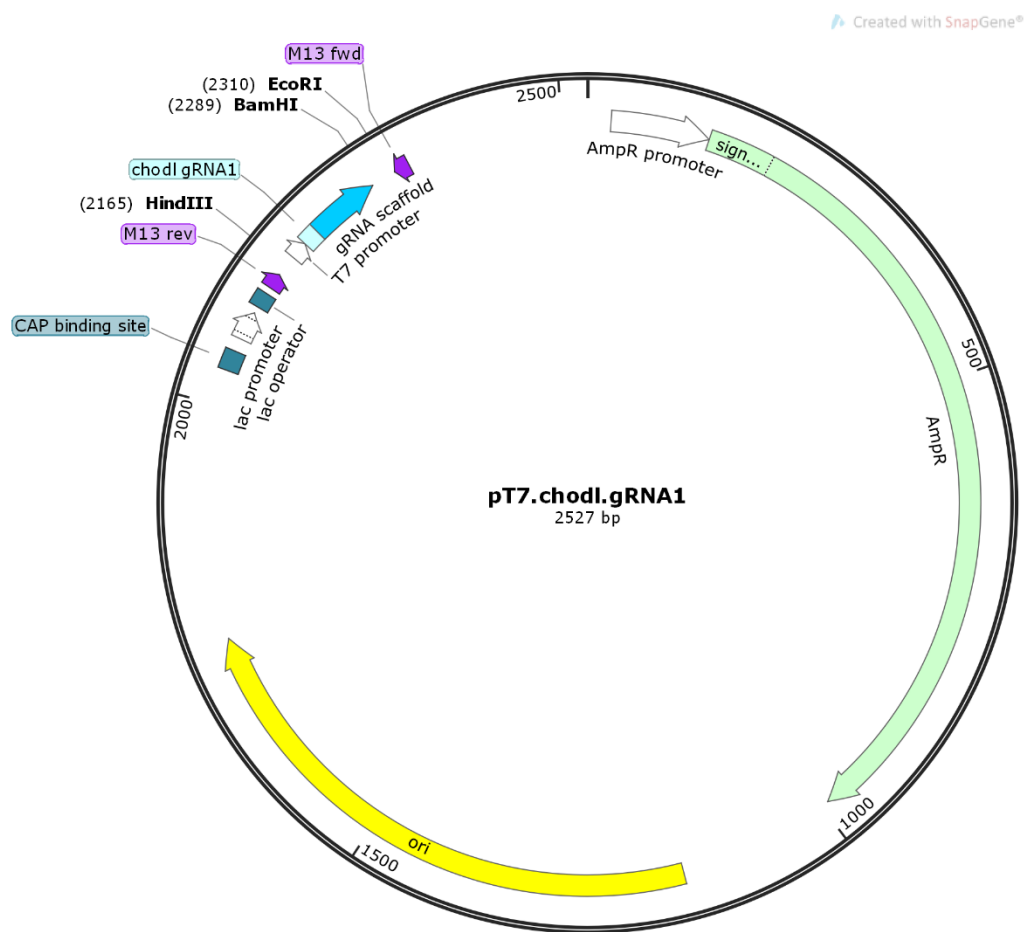 Created with SnapGene®
M13 fwd
(2310) EcoRI
(2289) BamHI
2500
AmpR promoter
sign...
chodl gRNA1
(2165) HindIII
M13 rev
gRNA scaffold
T7 promoter
CAP binding site
lac promoter
lac operator
500
2000
AmpR
pT7.chodl.gRNA1
2527 bp
1000
ori
1500